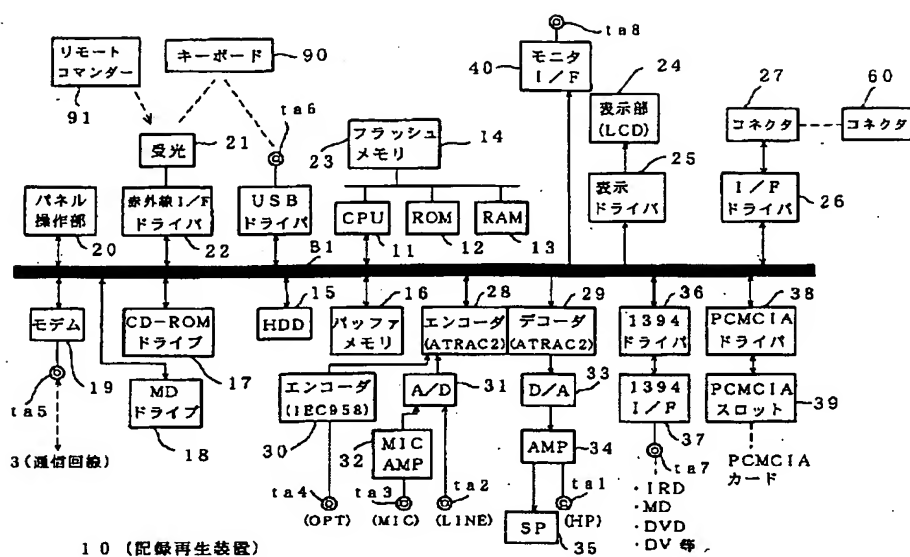 リモート
コマンダー
91
キーボード
90
ta8
40
モニタ
I/F
24
表示部
(LCD)
27
60
コネクタ
コネクタ
受光
21
ta6
フラッシュ
メモリ
23
14
25
パネル
操作部
20
赤外線I/F
ドライバ
22
USB
ドライバ
CPU
11
ROM
12
RAM
13
表示
ドライバ
I/F
ドライバ
26
B1
モデム
19
CD-ROM
ドライブ
17
HDD
15
バッファ
メモリ
16
エンコーダ
(ATRAC2)
28
デコーダ
(ATRAC2)
29
1394
ドライバ
36
PCMCIA
ドライバ
38
ta5
MD
ドライブ
18
エンコーダ
(IEC958)
30
A/D
31
D/A
33
1394
I/F
37
PCMCIA
スロット
39
3(通信回線)
MIC
AMP
32
AMP
34
ta7
PCMCIA
カード
ta4
(OPT)
ta3
(MIC)
ta2
(LINE)
ta1
(HP)
SP
35
・IRD
・MD
・DVD
・DV等
10 (記録再生装置)